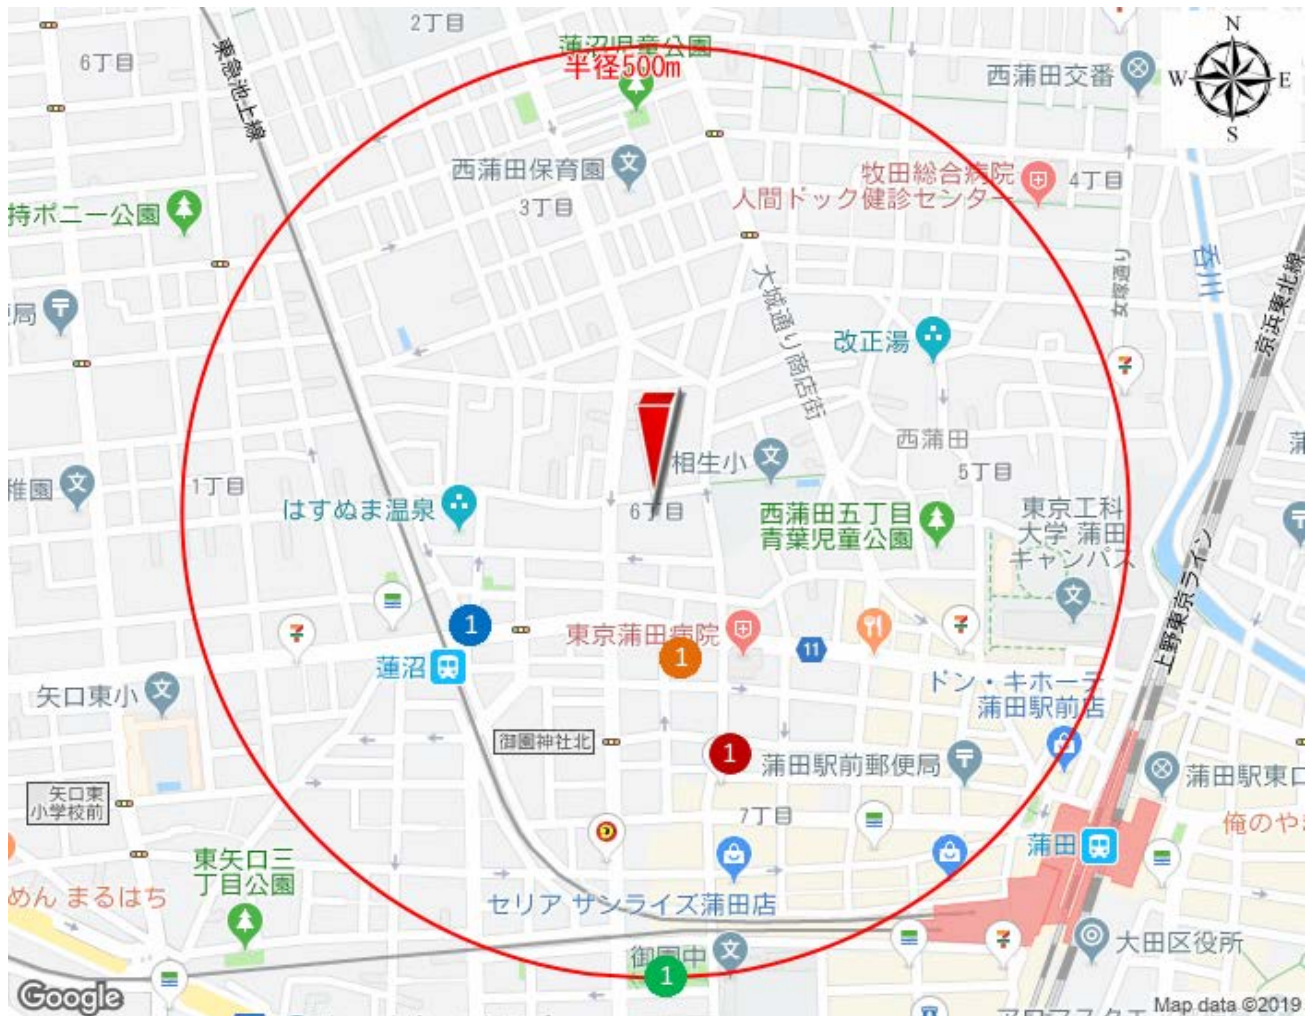 2丁目
6丁目
東急池上線
蓮沼児童公園
半径500m
西蒲田交番
N
W
E
S
西蒲田保育園
3丁目
牧田総合病院
人間ドック健診センター
4丁目
持ポニー公園
呑川
女塚通り
京浜東北線
局
大城通り商店街
改正湯
西蒲田
5丁目
相生小
稚園
1丁目
はすぬま温泉
6丁目
西蒲田五丁目
青葉児童公園
東京工科
大学 蒲田
キャンパス
上野東京ライン
1
東京蒲田病院
1
11
蓮沼
矢口東小
ドン・キホーテ
蒲田駅前店
御園神社北
1
蒲田駅前郵便局
蒲田駅東口
矢口東
小学校前
7丁目
俺のや
蒲田
東矢口三
丁目公園
めん まるはち
セリア サンライズ蒲田店
御園中
1
大田区役所
Google
Map data ©2019